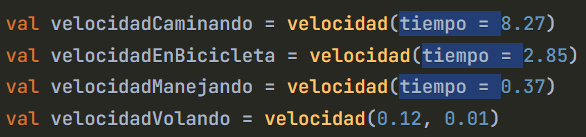 val velocidadCaminando = velocidad(tiempo = 8.27)
val velocidadEnBicicleta = velocidad(tiempo = 2.85)
val velocidadManejando = velocidad(tiempo = 0.37)
val velocidadVolando = velocidad(0.12, 0.01)